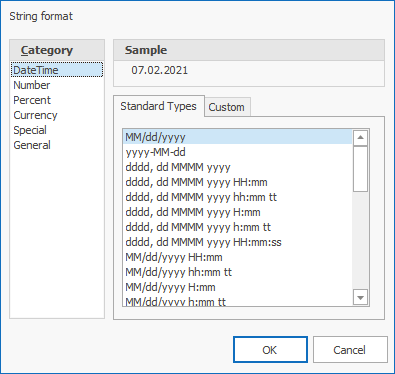 String format
Category
Sample
DateTime
Number
Percent
Currency
Special
General
07.02.2021
Standard Types
Custom
MM/dd/yyyy
yyyy-MM-dd
dddd, dd MMMM yyyy
dddd, dd MMMM yyyy HH:mm
dddd, dd MMMM yyyy hh:mm tt
dddd, dd MMMM yyyy H:mm
dddd, dd MMMM yyyy h:mm tt
dddd, dd MMMM yyyy HH:mm:ss
MM/dd/yyyy HH:mm
MM/dd/yyyy hh:mm tt
MM/dd/yyyy H:mm
MM/dd/yyyy h:mm tt
OK
Cancel